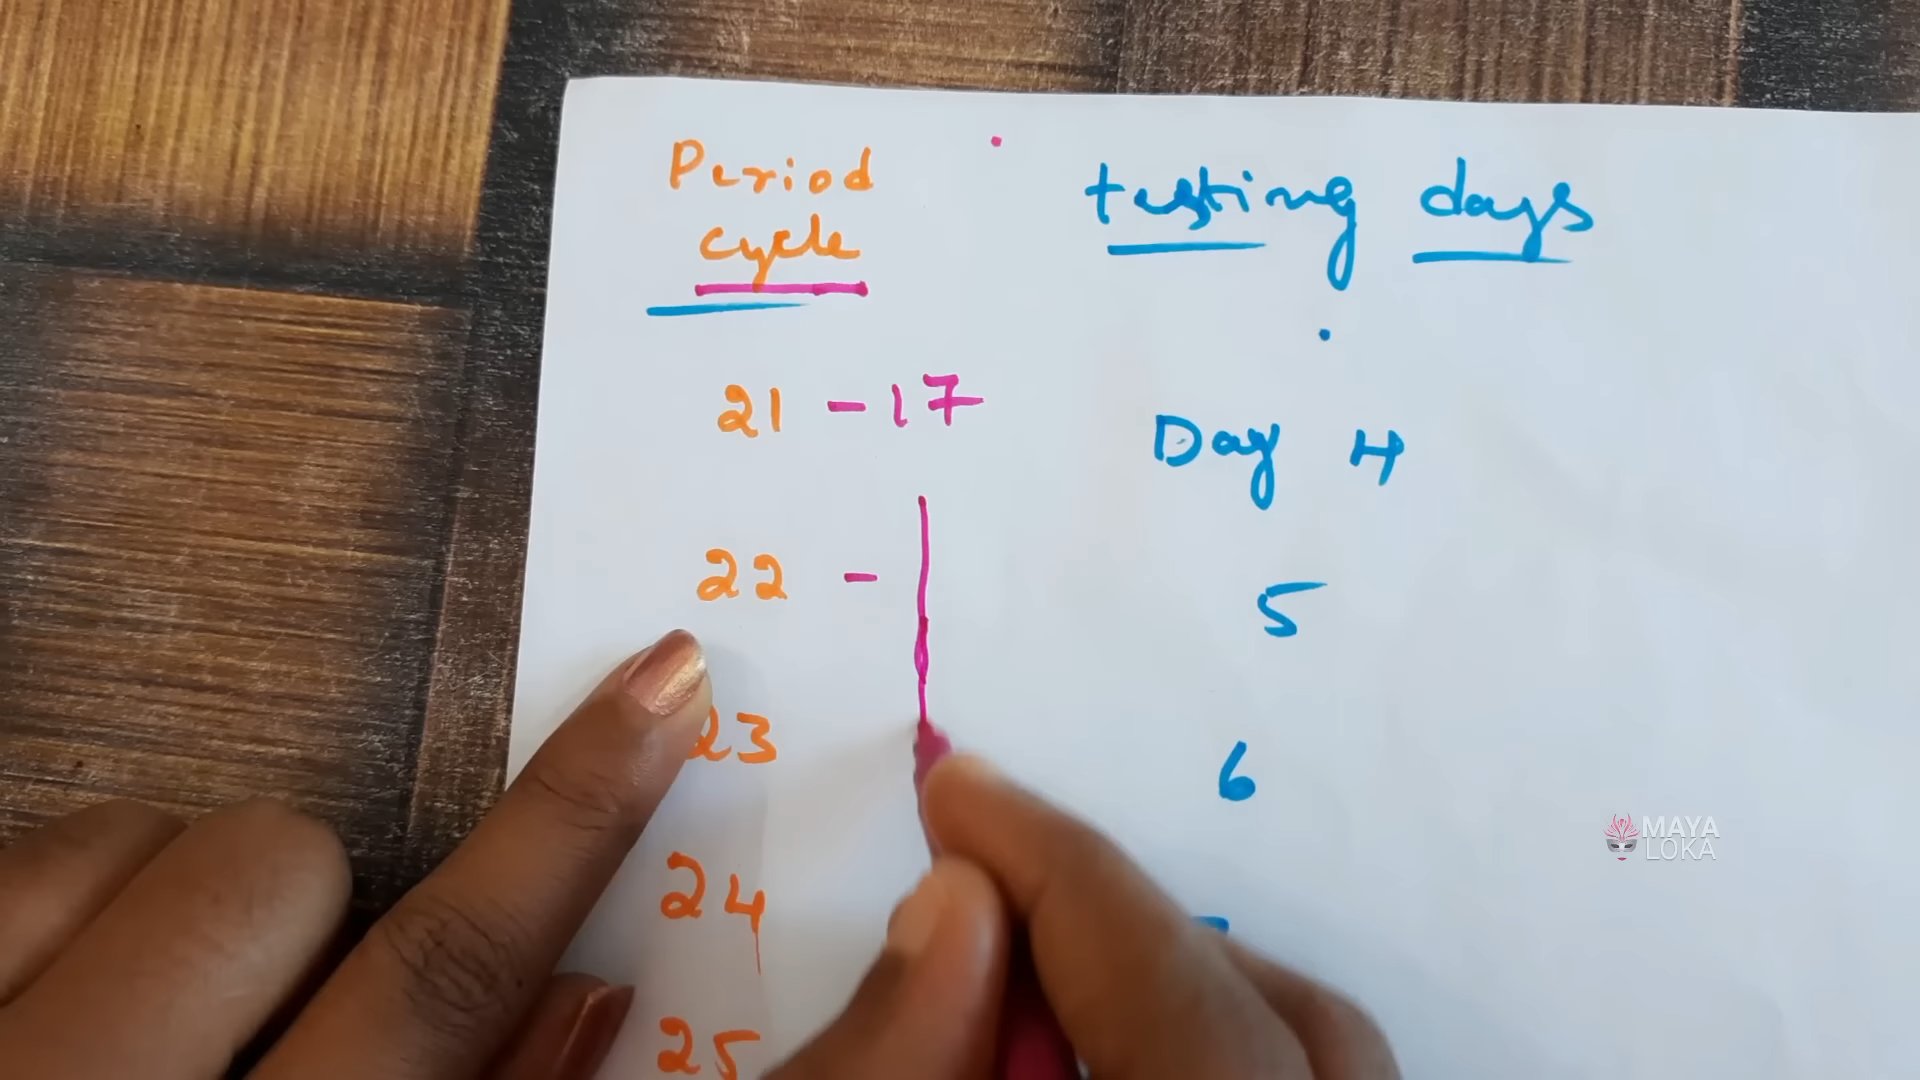 Period
cycle
testing days
21 - 17
Day 4
22 -
5
23
6
24
25
MAYA
LOKA